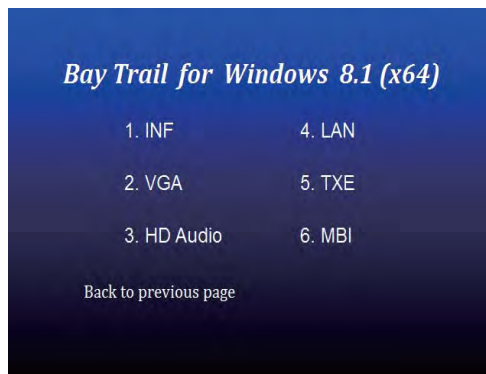 Bay Trail for Windows 8.1 (x64)
1. INF
2. VGA
3. HD Audio
4. LAN
5. TXE
6. MBI
Back to previous page